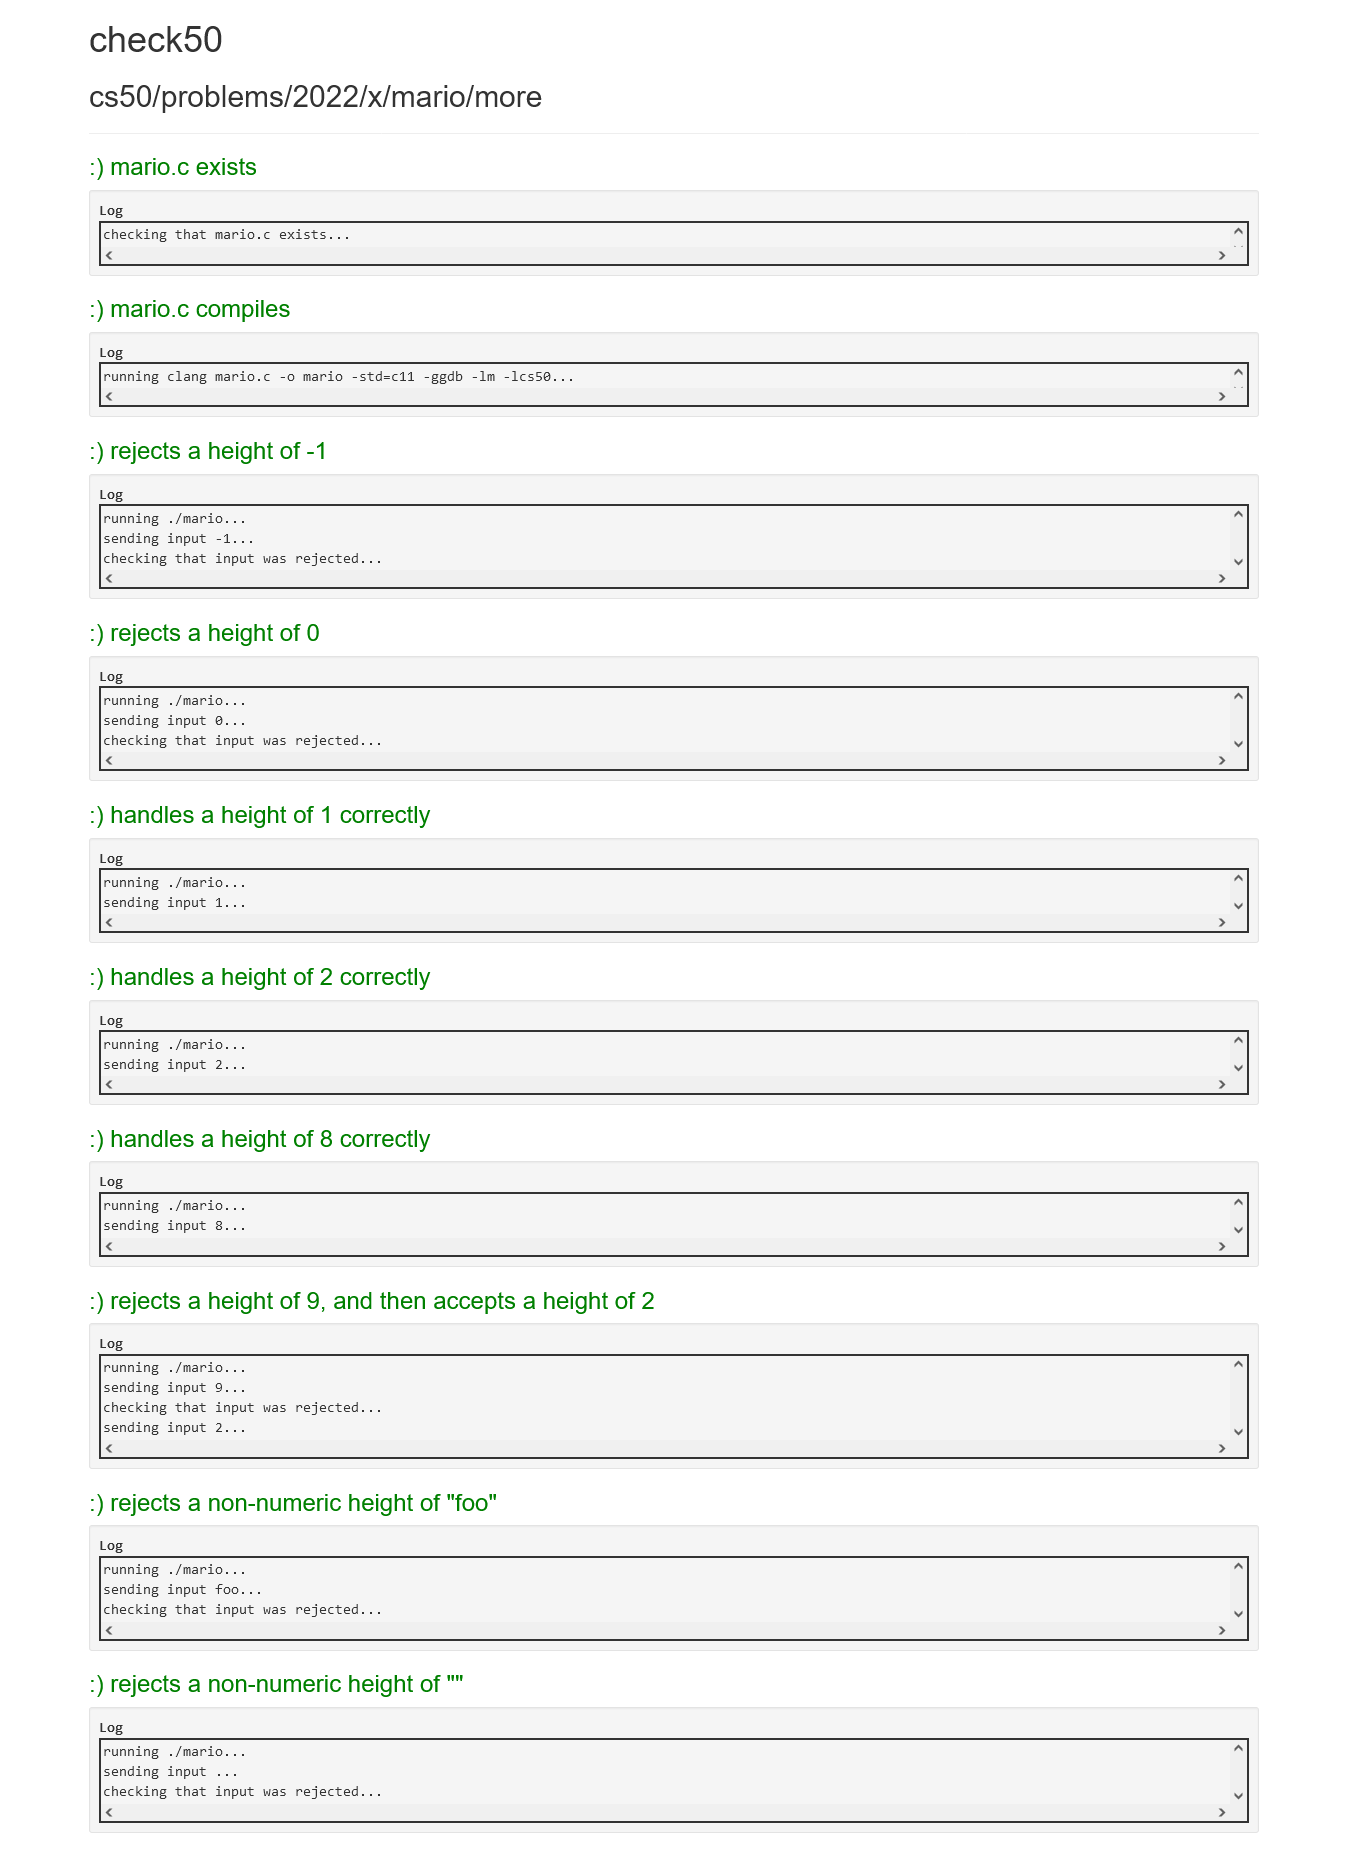 check50
cs50/problems/2022/x/mario/more
:) mario.c exists
Log
checking that mario.c exists...
:) mario.c compiles
Log
running clang mario.c -o mario -std=c11 -ggdb -lm -lcs50...
:) rejects a height of -1
Log
running ./mario...
sending input -1...
checking that input was rejected...
:) rejects a height of 0
Log
running ./mario...
sending input 0...
checking that input was rejected...
:) handles a height of 1 correctly
Log
running ./mario...
sending input 1...
:) handles a height of 2 correctly
Log
running ./mario...
sending input 2...
:) handles a height of 8 correctly
Log
running ./mario...
sending input 8...
:) rejects a height of 9, and then accepts a height of 2
Log
running ./mario...
sending input 9...
checking that input was rejected...
sending input 2...
:) rejects a non-numeric height of "foo"
Log
running ./mario...
sending input foo...
checking that input was rejected...
:) rejects a non-numeric height of ""
Log
running ./mario...
sending input ...
checking that input was rejected...